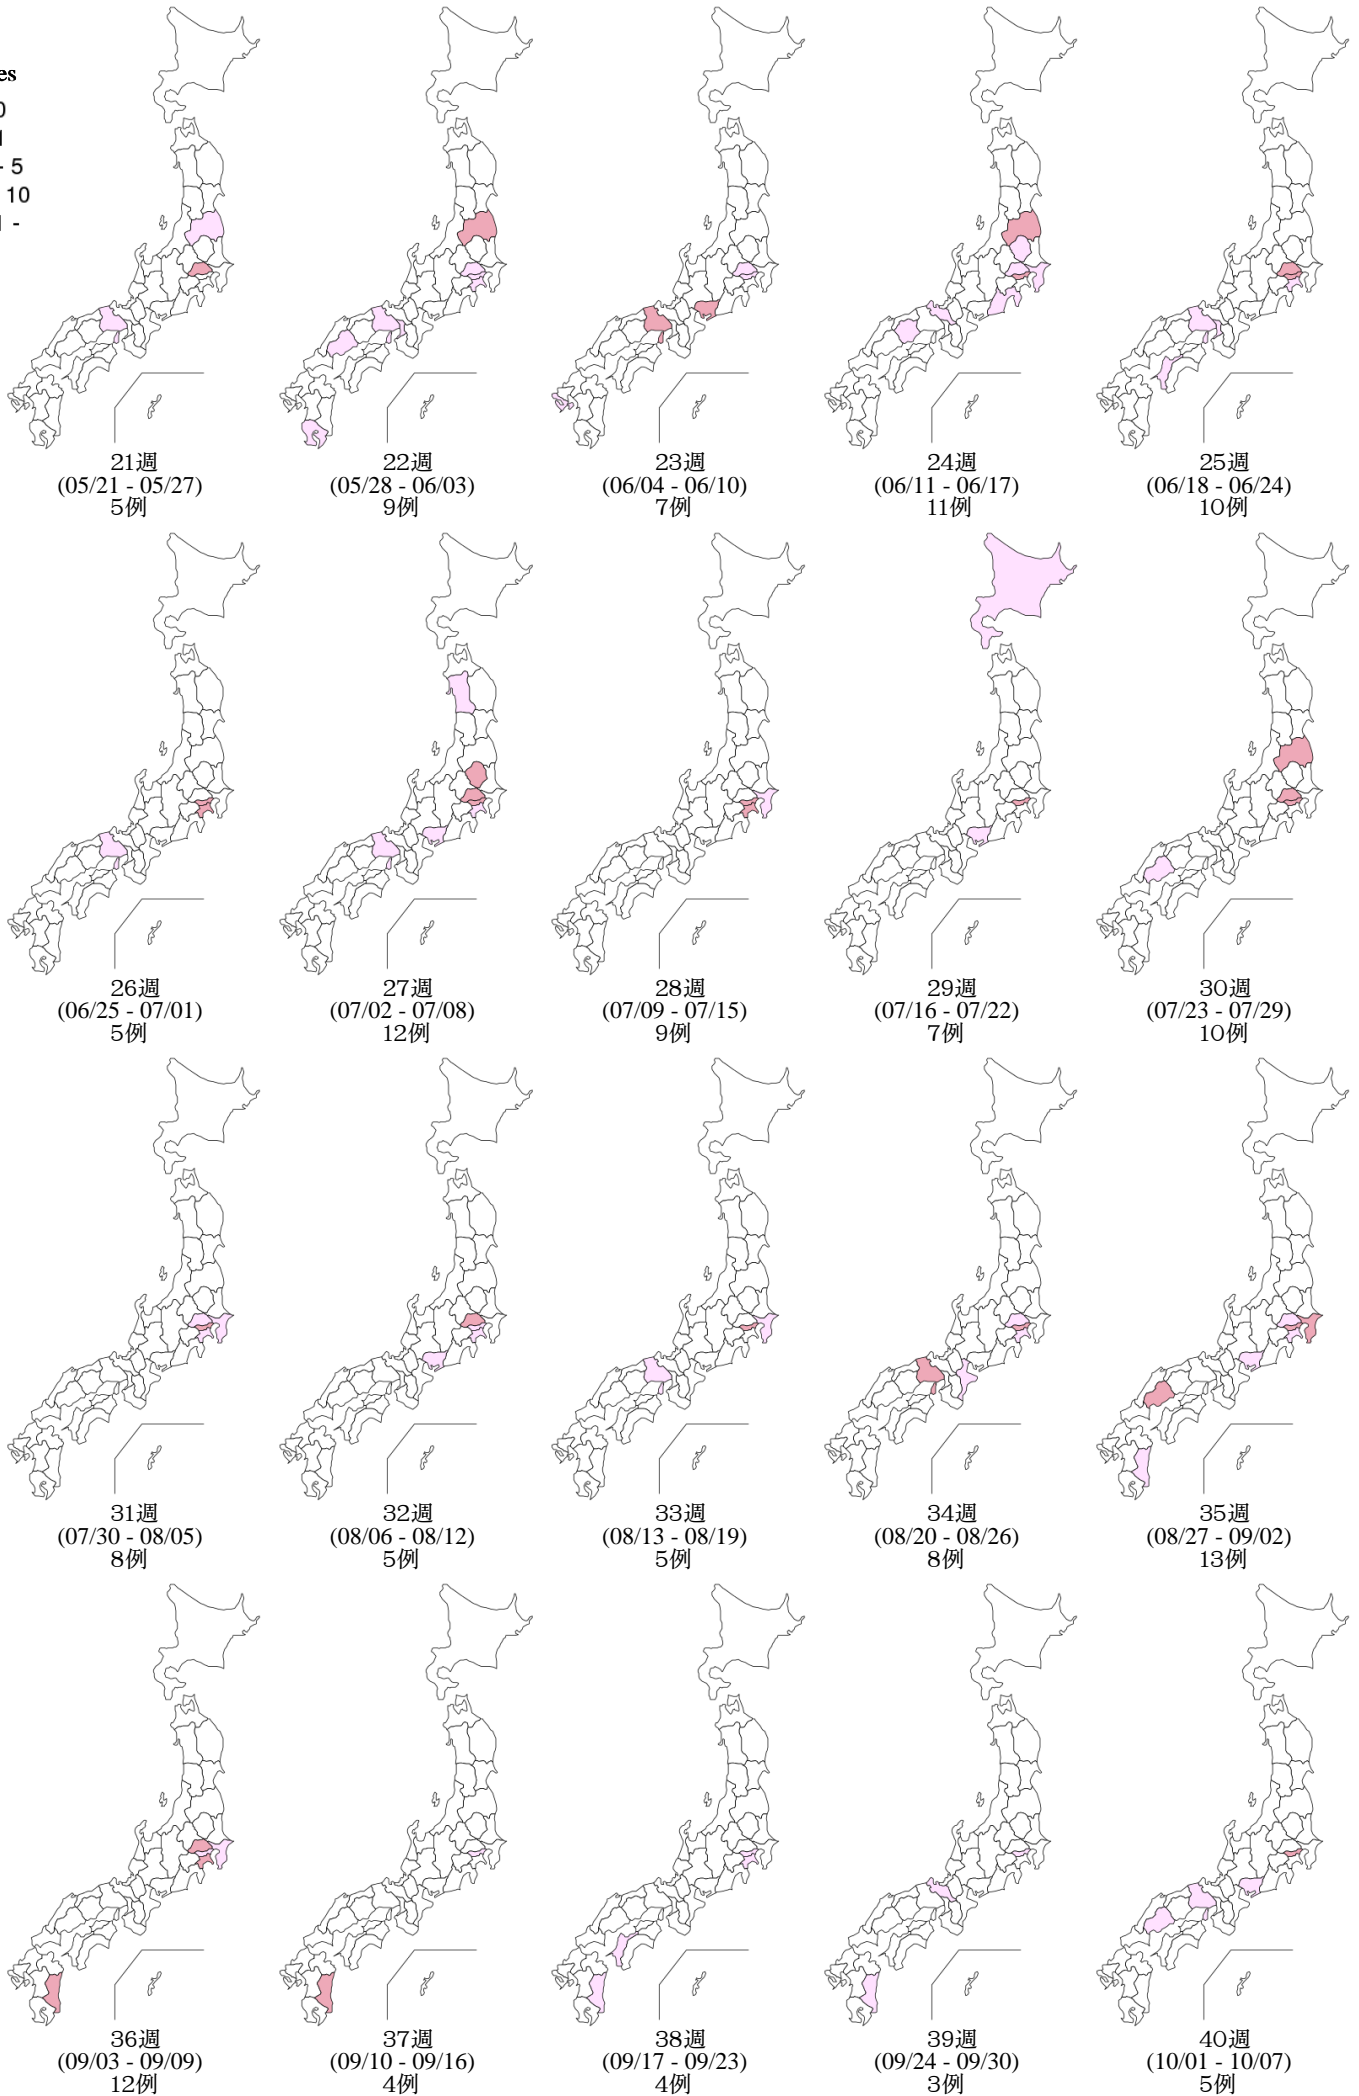 es
0
1
- 5
10
1 -
21週
(05/21 - 05/27)
5例
22週
(05/28 - 06/03)
9例
23週
(06/04 - 06/10)
7例
24週
(06/11 - 06/17)
11例
25週
(06/18 - 06/24)
10例
26週
(06/25 - 07/01)
5例
27週
(07/02 - 07/08)
12例
28週
(07/09 - 07/15)
9例
29週
(07/16 - 07/22)
7例
30週
(07/23 - 07/29)
10例
31週
(07/30 - 08/05)
8例
32週
(08/06 - 08/12)
5例
33週
(08/13 - 08/19)
5例
34週
(08/20 - 08/26)
8例
35週
(08/27 - 09/02)
13例
36週
(09/03 - 09/09)
12例
37週
(09/10 - 09/16)
4例
38週
(09/17 - 09/23)
4例
39週
(09/24 - 09/30)
3例
40週
(10/01 - 10/07)
5例